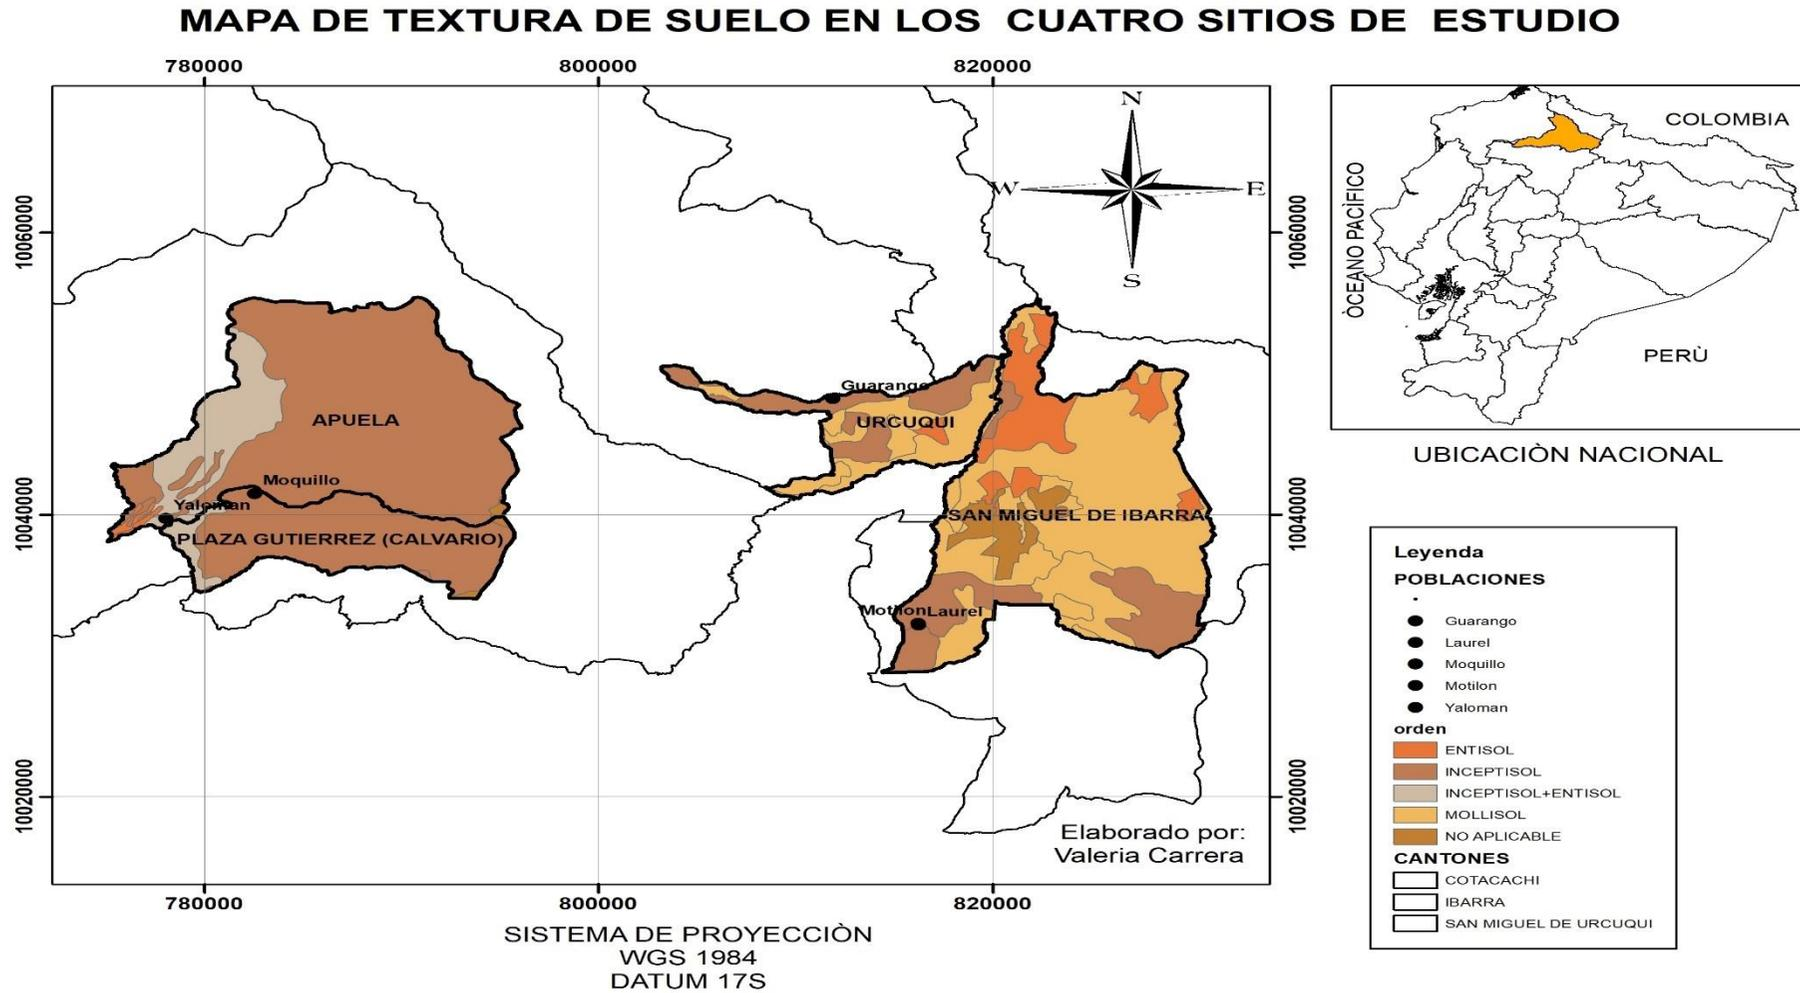 MAPA DE TEXTURA DE SUELO EN LOS CUATRO SITIOS DE ESTUDIO
780000
800000
820000
N
W
E
S
10060000
10060000
10040000
10040000
10020000
10020000
APUELA
Moquillo
Yaloman
PLAZA GUTIERREZ (CALVARIO)
Guarango
URCUQUI
SAN MIGUEL DE IBARRA
Motilon
Laurel
Elaborado por:
Valeria Carrera
780000
800000
820000
SISTEMA DE PROYECCIÒN
WGS 1984
DATUM 17S
COLOMBIA
ÒCEANO PACÌFICO
PERÙ
UBICACIÒN NACIONAL
Leyenda
POBLACIONES
Guarango
Laurel
Moquillo
Motilon
Yaloman
orden
ENTISOL
INCEPTISOL
INCEPTISOL+ENTISOL
MOLLISOL
NO APLICABLE
CANTONES
COTACACHI
IBARRA
SAN MIGUEL DE URCUQUI